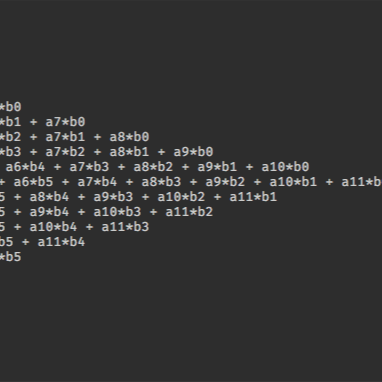 *b0
*b1 + a7*b0
*b2 + a7*b1 + a8*b0
*b3 + a7*b2 + a8*b1 + a9*b0
a6*b4 + a7*b3 + a8*b2 + a9*b1 + a10*b0
+ a6*b5 + a7*b4 + a8*b3 + a9*b2 + a10*b1 + a11*b
5 + a8*b4 + a9*b3 + a10*b2 + a11*b1
5 + a9*b4 + a10*b3 + a11*b2
5 + a10*b4 + a11*b3
b5 + a11*b4
*b5